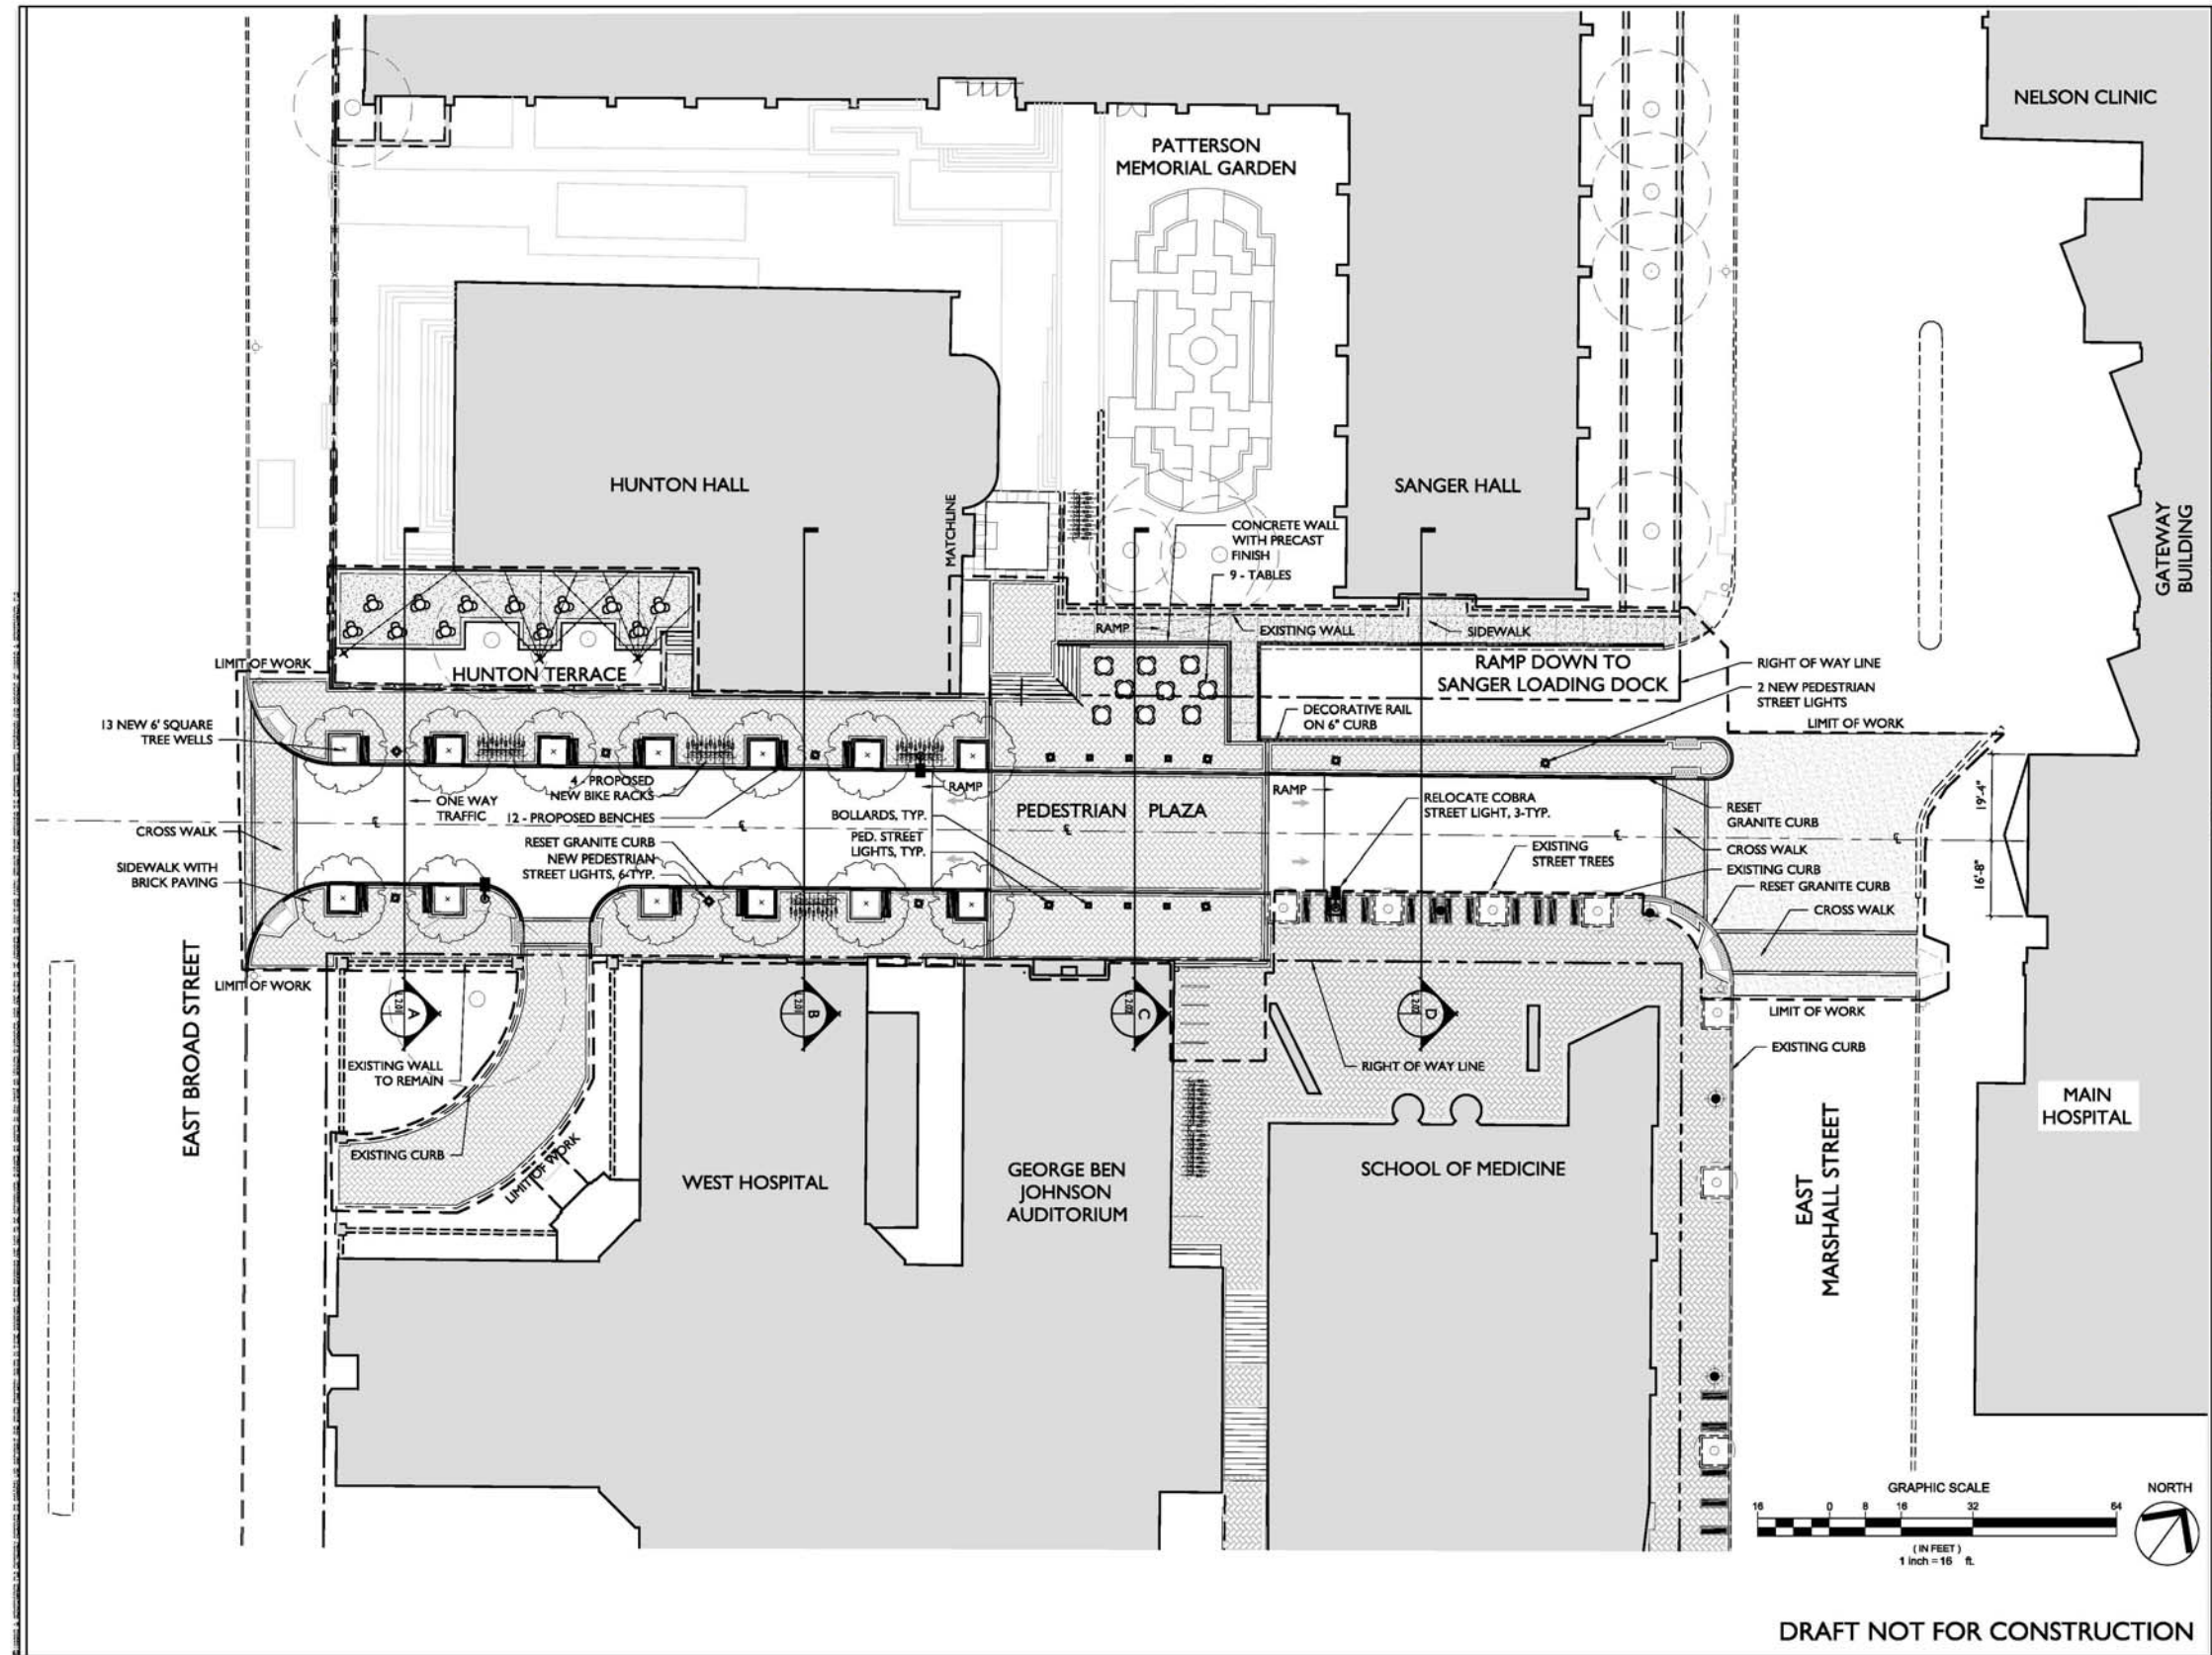 NELSON CLINIC
PATTERSON
MEMORIAL GARDEN
HUNTON HALL
MATCHLINE
SANGER HALL
GATEWAY
BUILDING
CONCRETE WALL
WITH PRECAST
FINISH
9 - TABLES
RAMP
EXISTING WALL
SIDEWALK
LIMIT OF WORK
HUNTON TERRACE
RAMP DOWN TO
SANGER LOADING DOCK
RIGHT OF WAY LINE
2 NEW PEDESTRIAN
STREET LIGHTS
DECORATIVE RAIL
ON 6" CURB
LIMIT OF WORK
13 NEW 6' SQUARE
TREE WELLS
4 - PROPOSED
NEW BIKE RACKS
RAMP
ONE WAY
TRAFFIC
12 - PROPOSED BENCHES
BOLLARDS, TYP.
PEDESTRIAN PLAZA
RAMP
RELOCATE COBRA
STREET LIGHT, 3-TYP.
RESET
GRANITE CURB
19'-4"
CROSS WALK
RESET GRANITE CURB
NEW PEDESTRIAN
STREET LIGHTS, 6-TYP.
PED. STREET
LIGHTS, TYP.
EXISTING
STREET TREES
CROSS WALK
EXISTING CURB
RESET GRANITE CURB
CROSS WALK
16'-8"
SIDEWALK WITH
BRICK PAVING
EAST BROAD STREET
LIMIT OF WORK
A
2.01
B
2.01
C
2.02
D
2.02
LIMIT OF WORK
EXISTING WALL
TO REMAIN
RIGHT OF WAY LINE
EXISTING CURB
MAIN
HOSPITAL
EXISTING CURB
LIMIT OF WORK
WEST HOSPITAL
GEORGE BEN
JOHNSON
AUDITORIUM
SCHOOL OF MEDICINE
EAST
MARSHALL STREET
GRAPHIC SCALE
16 0 8 16 32 64
( IN FEET )
1 inch = 16 ft.
NORTH
DRAFT NOT FOR CONSTRUCTION